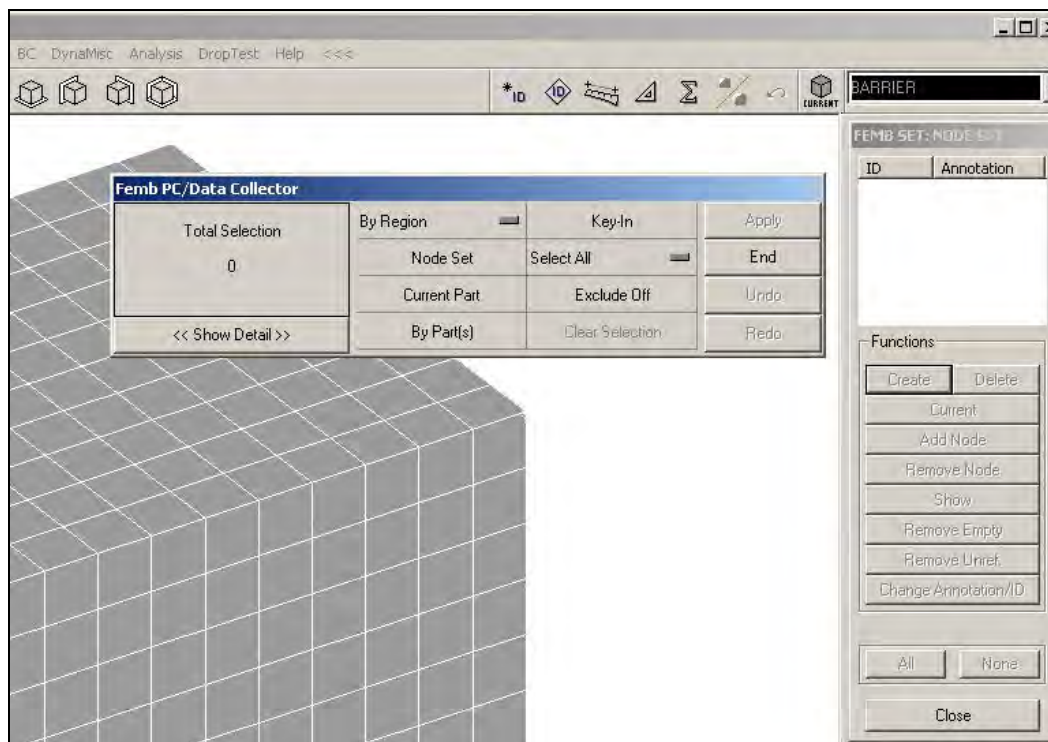 BC DynaMisc Analysis DropTest Help <<<
*ID ID Σ CURRENT BARRIER
FEMB SET: NODE SET
ID Annotation
Femb PC/Data Collector
Total Selection
0
<< Show Detail >>
By Region Key-In Apply
Node Set Select All End
Current Part Exclude Off Undo
By Part(s) Clear Selection Redo
Functions
Create Delete
Current
Add Node
Remove Node
Show
Remove Empty
Remove Unref.
Change Annotation/ID
All None
Close